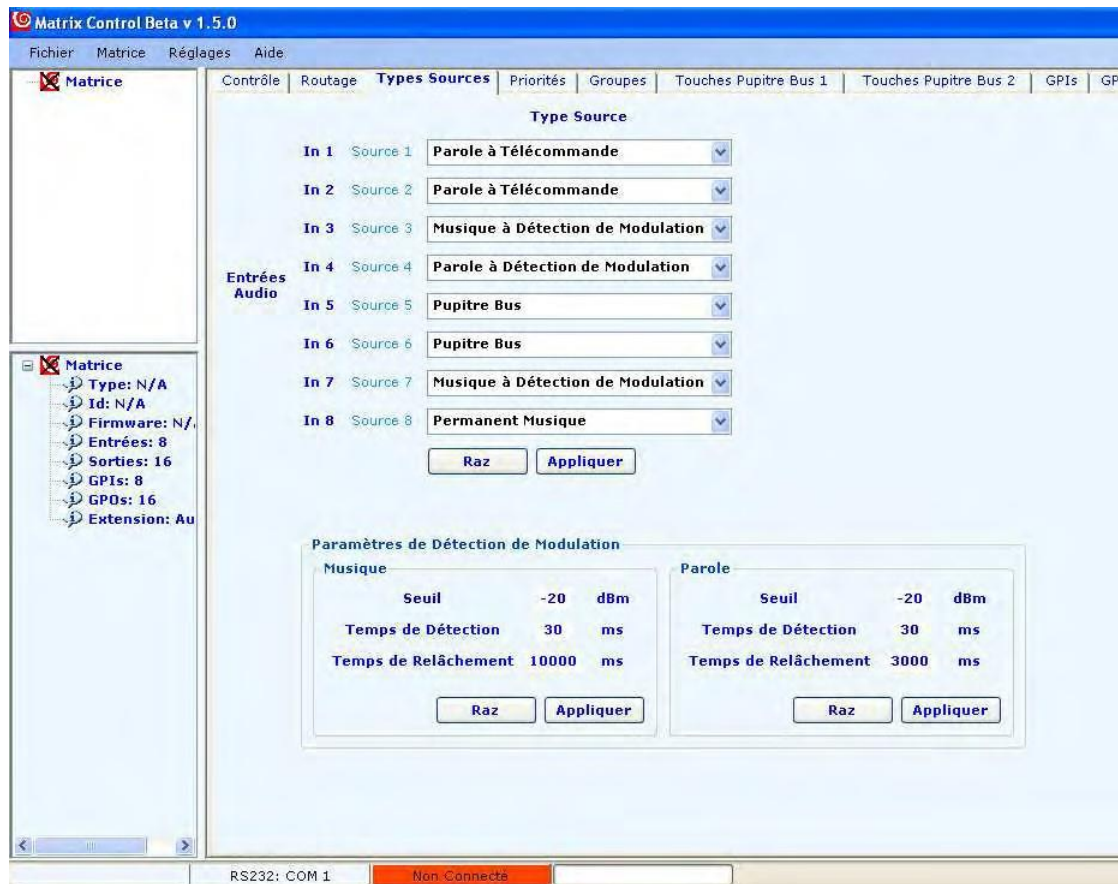 Matrix Control Beta v 1.5.0
Fichier Matrice Réglages Aide
Matrice
Contrôle Routage Types Sources Priorités Groupes Touches Pupitre Bus 1 Touches Pupitre Bus 2 GPIs GP
Type Source
In 1 Source 1 Parole à Télécommande
In 2 Source 2 Parole à Télécommande
In 3 Source 3 Musique à Détection de Modulation
In 4 Source 4 Parole à Détection de Modulation
Entrées
Audio
In 5 Source 5 Pupitre Bus
In 6 Source 6 Pupitre Bus
In 7 Source 7 Musique à Détection de Modulation
In 8 Source 8 Permanent Musique
Raz Appliquer
Matrice
Type: N/A
Id: N/A
Firmware: N/
Entrées: 8
Sorties: 16
GPIs: 8
GPOs: 16
Extension: Au
Paramètres de Détection de Modulation
Musique
Seuil -20 dBm
Temps de Détection 30 ms
Temps de Relâchement 10000 ms
Raz Appliquer
Parole
Seuil -20 dBm
Temps de Détection 30 ms
Temps de Relâchement 3000 ms
Raz Appliquer
RS232: COM 1 Non Connecté